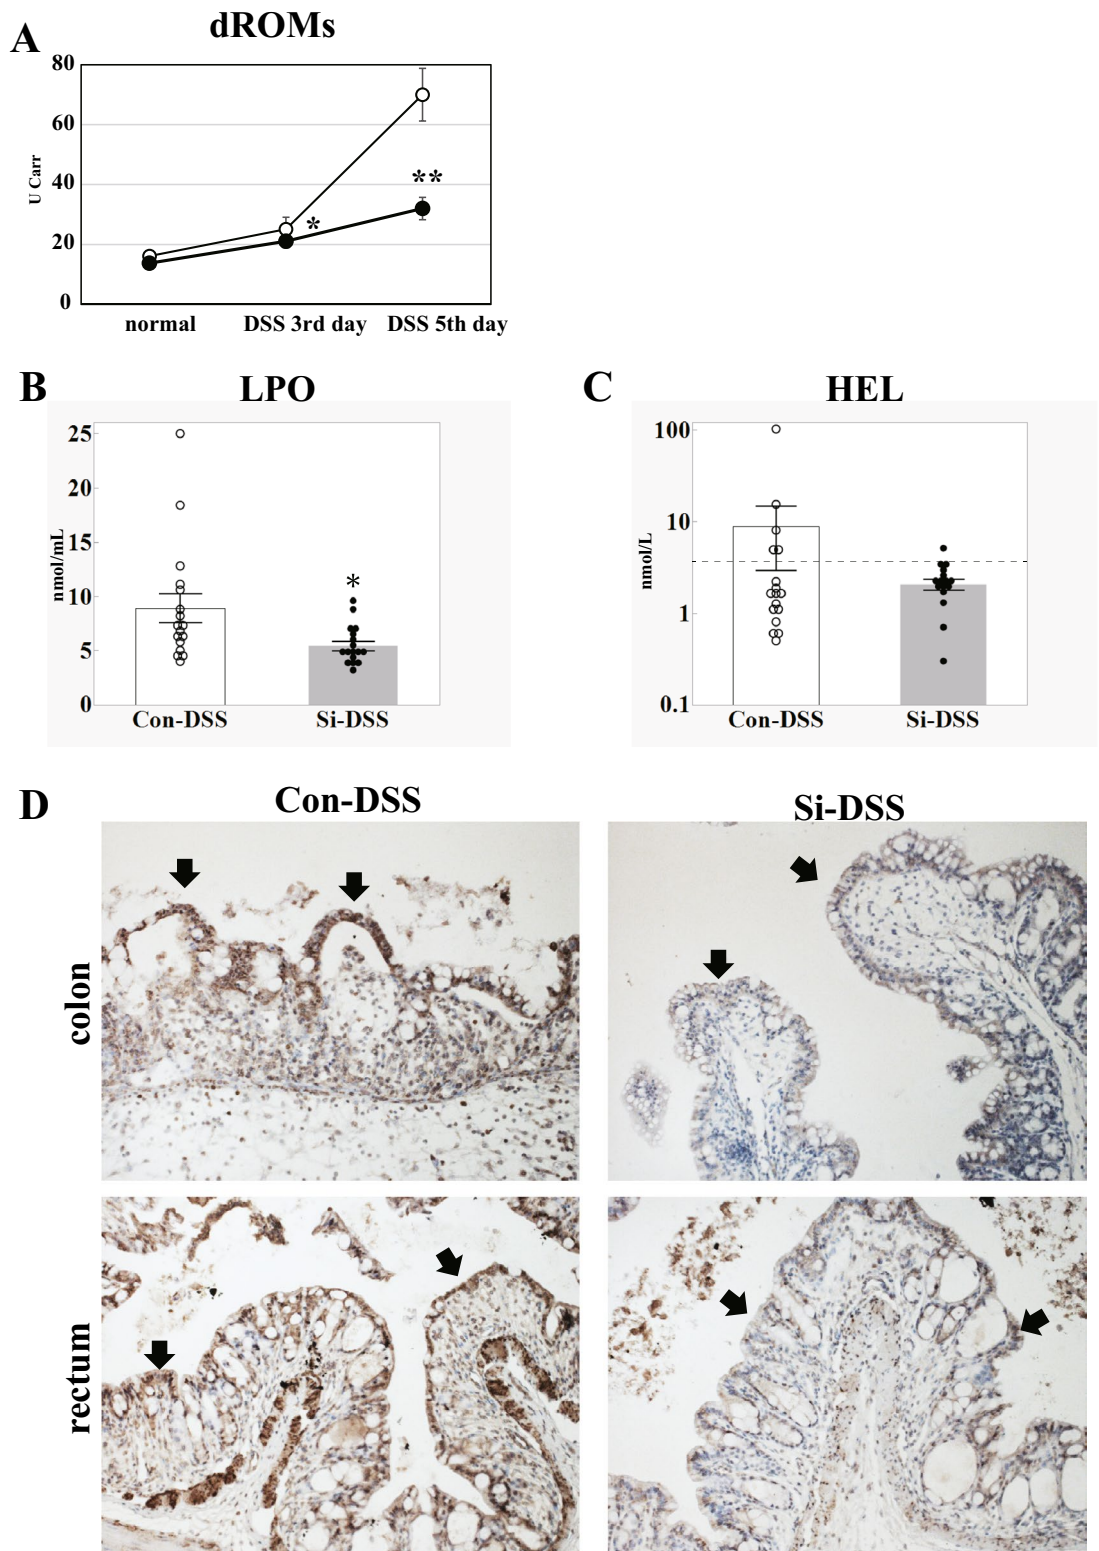 A
dROMs
80
60
40
20
0
U Carr
*
**
normal DSS 3rd day DSS 5th day
B
LPO
25
20
15
10
5
0
nmol/mL
*
Con-DSS Si-DSS
C
HEL
100
10
1
0.1
nmol/L
Con-DSS Si-DSS
D
Con-DSS Si-DSS
colon
rectum